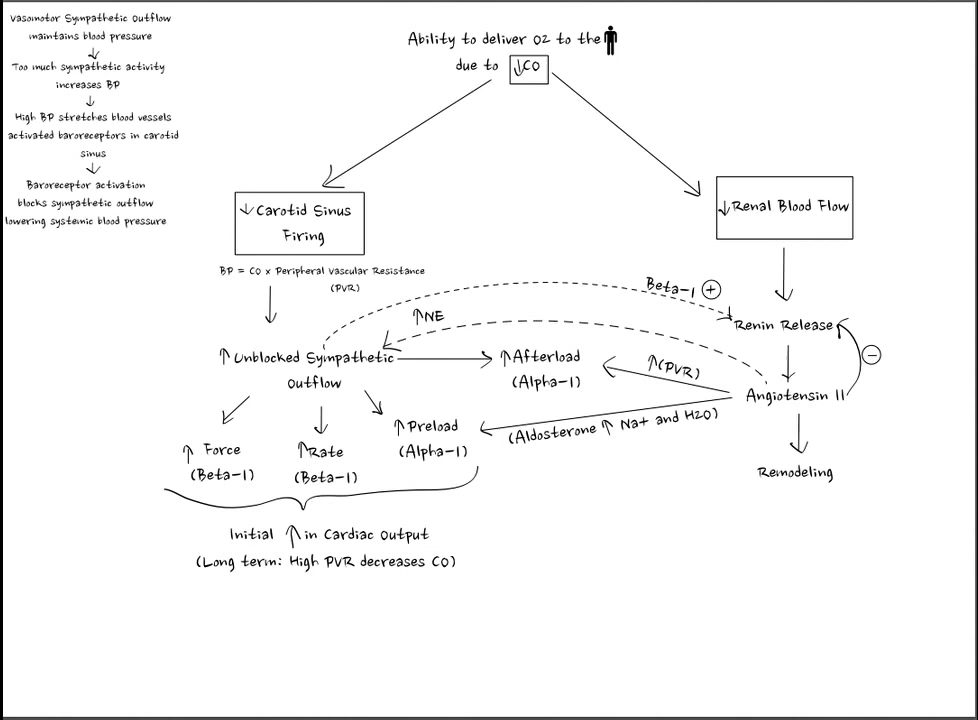 Vasomotor Sympathetic Outflow
maintains blood pressure
↓
Too much sympathetic activity
increases BP
↓
High BP stretches blood vessels
activated baroreceptors in carotid
sinus
↓
Baroreceptor activation
blocks sympathetic outflow
lowering systemic blood pressure
Ability to deliver O2 to the
due to ↓CO
↓ Carotid Sinus
Firing
BP = CO x Peripheral Vascular Resistance
(PVR)
↓ Renal Blood Flow
Beta-1 +
↑NE
Renin Release
−
↑ Unblocked Sympathetic
Outflow
↑Afterload
(Alpha-1)
↑(PVR)
Angiotensin II
(Aldosterone ↑ Na+ and H2O)
↑Preload
(Alpha-1)
↑ Force
(Beta-1)
↑Rate
(Beta-1)
Remodeling
Initial ↑ in Cardiac Output
(Long term: High PVR decreases CO)